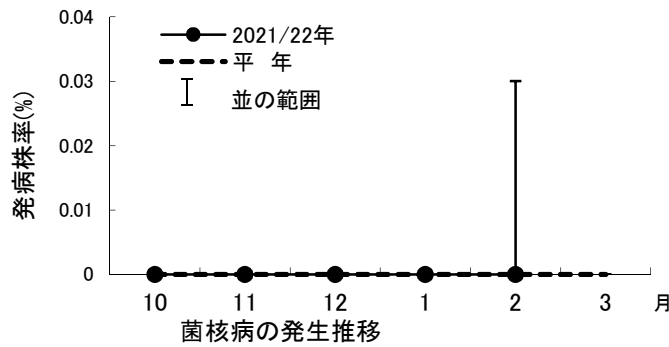 発病株率(%)
0.04
0.03
0.02
0.01
0
2021/22年
平 年
並の範囲
10 11 12 1 2 3 月
菌核病の発生推移